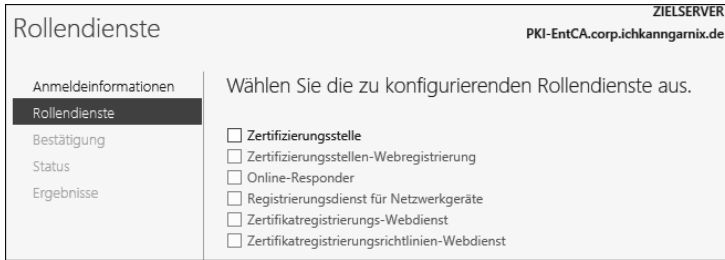 Rollendienste
ZIELSERVER
PKI-EntCA.corp.ichkanngarnix.de
Anmeldeinformationen
Rollendienste
Bestätigung
Status
Ergebnisse
Wählen Sie die zu konfigurierenden Rollendienste aus.
Zertifizierungsstelle
Zertifizierungsstellen-Webregistrierung
Online-Responder
Registrierungsdienst für Netzwerkgeräte
Zertifikatregistrierungs-Webdienst
Zertifikatregistrierungsrichtlinien-Webdienst